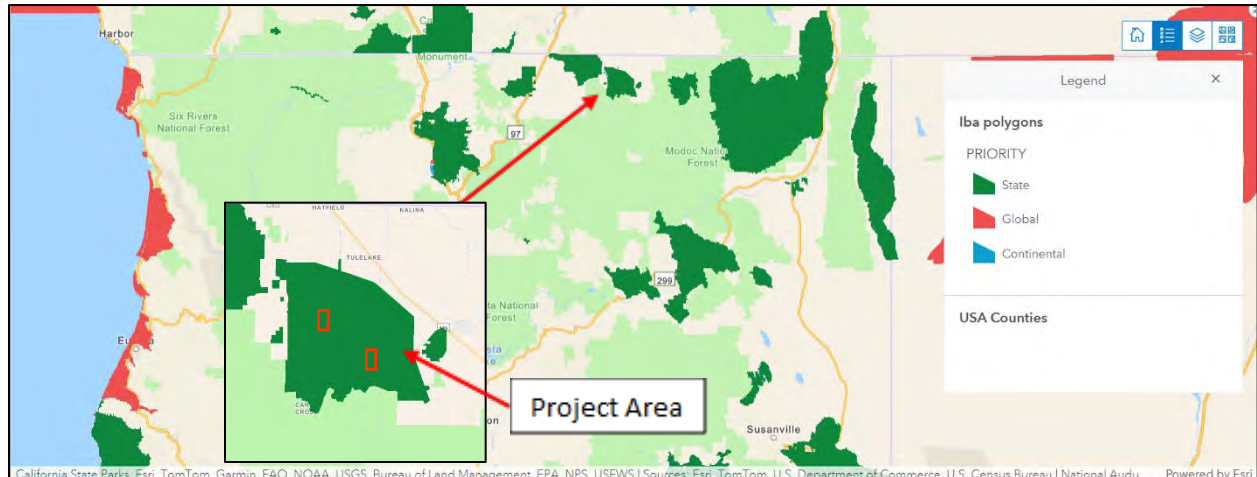 Harbor
Monument
Six Rivers
National Forest
97
Modoc
Forest
HATFIELD
KALINA
TULELAKE
299
National
Forest
Project Area
Susanville
Legend
×
Iba polygons
PRIORITY
State
Global
Continental
USA Counties
California State Parks, Esri, TomTom, Garmin, FAO, NOAA, USGS, Bureau of Land Management, EPA, NPS, USFWS | Sources: Esri, TomTom, U.S. Department of Commerce, U.S. Census Bureau | National Audu...
Powered by Esri